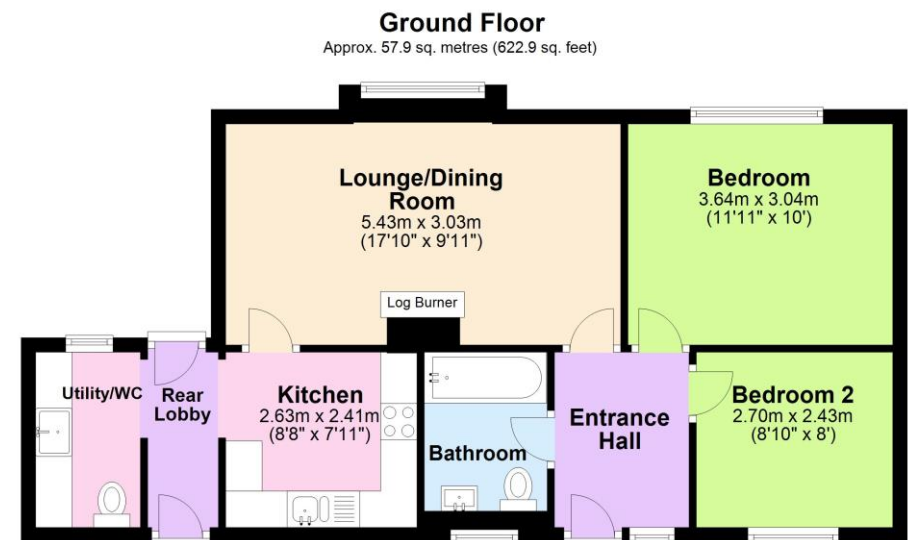 Ground Floor
Approx. 57.9 sq. metres (622.9 sq. feet)
Lounge/Dining
Room
5.43m x 3.03m
(17'10" x 9'11")
Bedroom
3.64m x 3.04m
(11'11" x 10')
Log Burner
Utility/WC
Rear
Lobby
Kitchen
2.63m x 2.41m
(8'8" x 7'11")
Bathroom
Entrance
Hall
Bedroom 2
2.70m x 2.43m
(8'10" x 8')